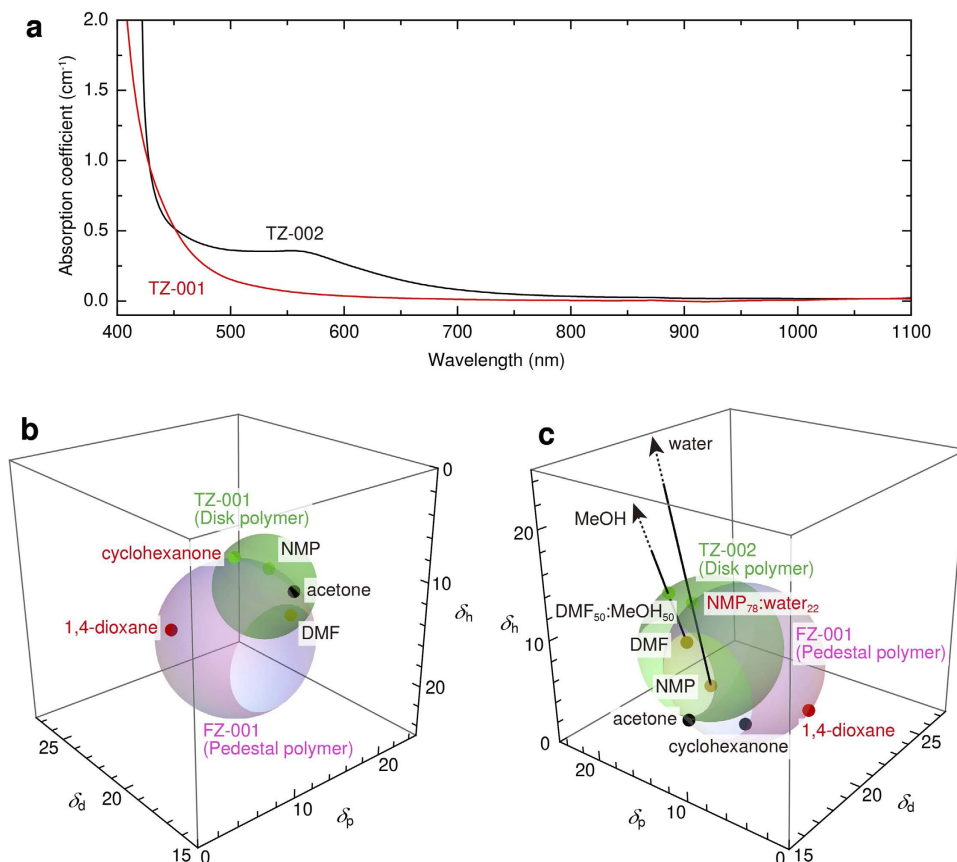 a
2.0
1.5
1.0
0.5
0.0
Absorption coefficient (cm⁻¹)
TZ-002
TZ-001
400 500 600 700 800 900 1000 1100
Wavelength (nm)
b
TZ-001
(Disk polymer)
cyclohexanone
NMP
acetone
1,4-dioxane
DMF
FZ-001
(Pedestal polymer)
0
10
20
δh
25
20
15
δd
0
10
20
δp
c
water
MeOH
TZ-002
(Disk polymer)
DMF₅₀:MeOH₅₀
NMP₇₈:water₂₂
FZ-001
(Pedestal polymer)
DMF
NMP
acetone
cyclohexanone
1,4-dioxane
20
10
0
δh
20
10
0
δp
15
20
25
δd